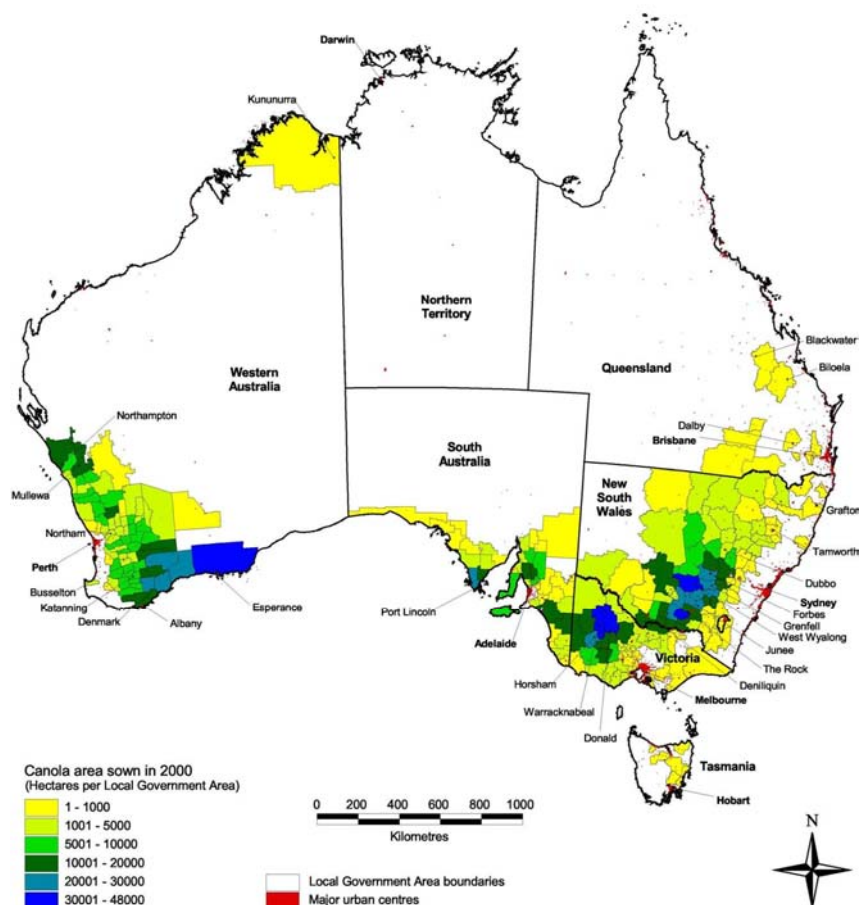 Darwin
Kununurra
Northern
Territory
Blackwater
Western
Australia
Queensland
Biloela
Northampton
South
Australia
Dalby
Brisbane
Mullewa
New
South
Wales
Grafton
Northam
Perth
Tamworth
Busselton
Katanning
Denmark
Albany
Esperance
Port Lincoln
Dubbo
Sydney
Forbes
Grenfell
West Wyalong
Adelaide
Junee
Victoria
The Rock
Horsham
Deniliquin
Warracknabeal
Melbourne
Donald
Tasmania
Hobart
Canola area sown in 2000
(Hectares per Local Government Area)
1 - 1000
1001 - 5000
5001 - 10000
10001 - 20000
20001 - 30000
30001 - 48000
0 200 400 600 800 1000
Kilometres
Local Government Area boundaries
Major urban centres
N